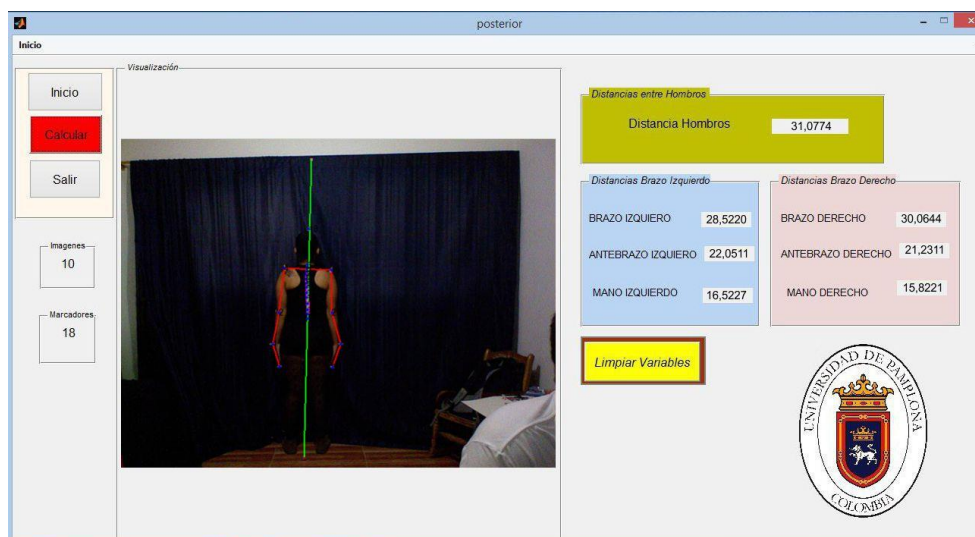 posterior
Inicio
Inicio
Calcular
Salir
Imagenes
10
Marcadores
18
Visualización
Distancias entre Hombros
Distancia Hombros 31,0774
Distancias Brazo Izquierdo
BRAZO IZQUIERO 28,5220
ANTEBRAZO IZQUIERO 22,0511
MANO IZQUIERDO 16,5227
Distancias Brazo Derecho
BRAZO DERECHO 30,0644
ANTEBRAZO DERECHO 21,2311
MANO DERECHO 15,8221
Limpiar Variables
UNIVERSIDAD DE PAMPLONA
COLOMBIA